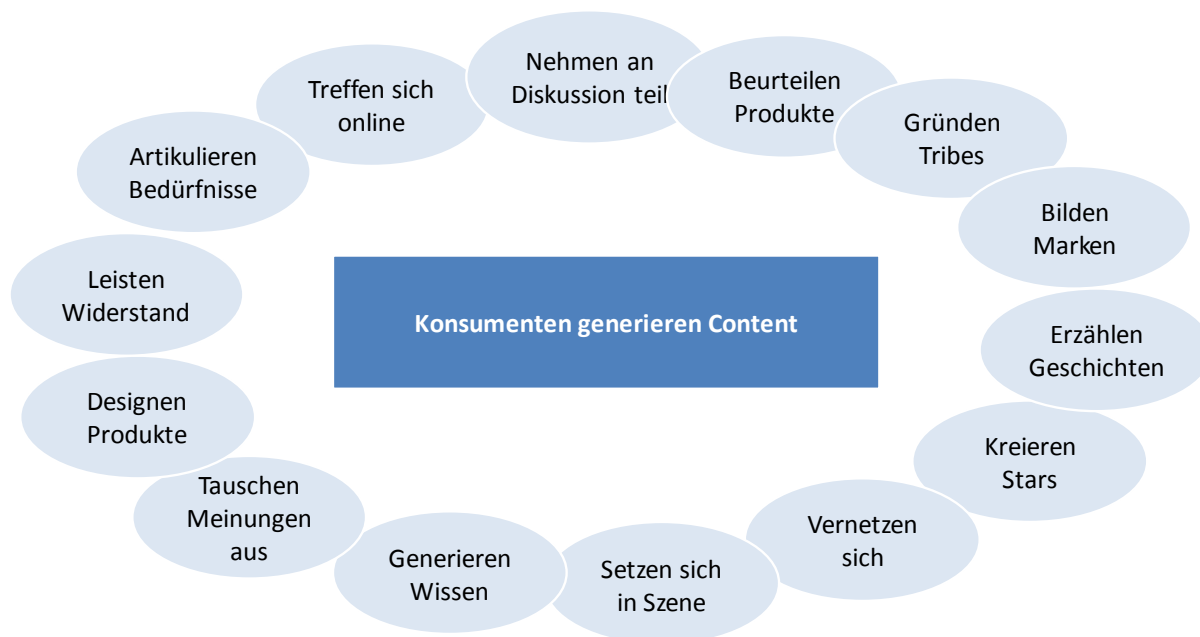 Nehmen an
Diskussion teil
Beurteilen
Produkte
Gründen
Tribes
Bilden
Marken
Erzählen
Geschichten
Kreieren
Stars
Vernetzen
sich
Setzen sich
in Szene
Generieren
Wissen
Tauschen
Meinungen
aus
Designen
Produkte
Leisten
Widerstand
Artikulieren
Bedürfnisse
Treffen sich
online
Konsumenten generieren Content